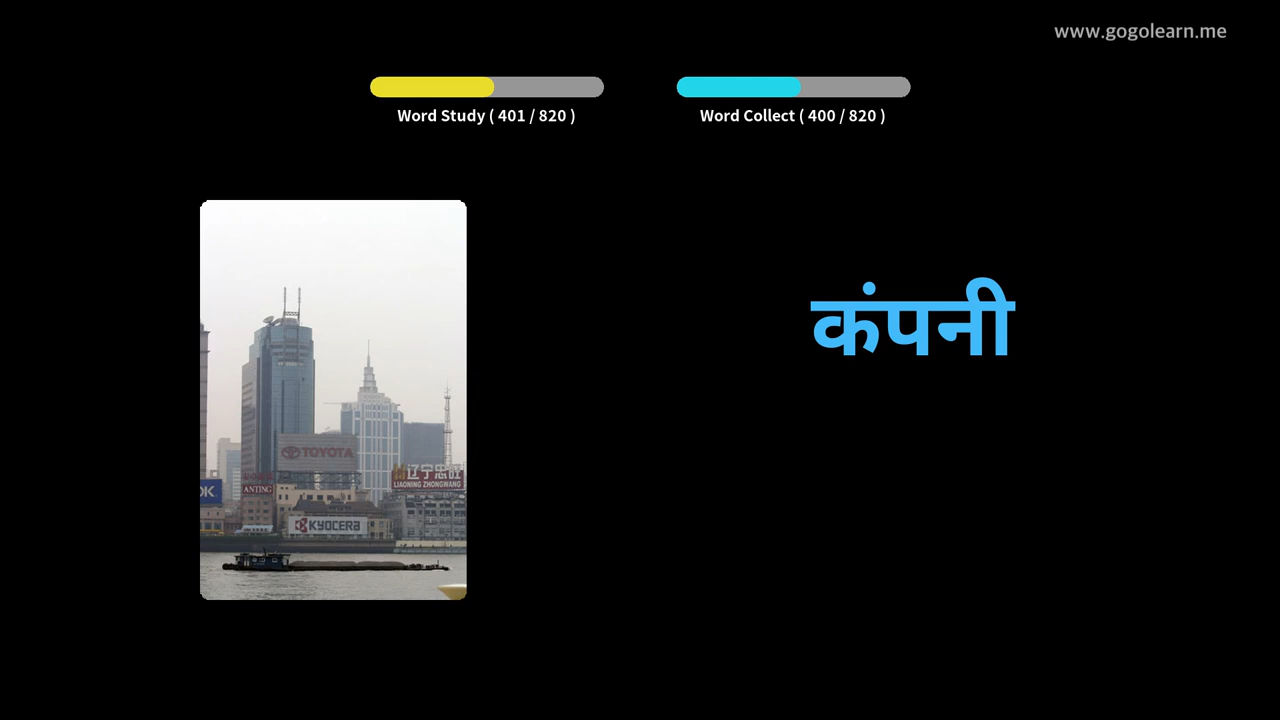 www.gogolearn.me
Word Study ( 401 / 820 )
Word Collect ( 400 / 820 )
कंपनी
TOYOTA
辽宁忠旺
LIAONING ZHONGWANG
OK
ANTING
KYOCERA